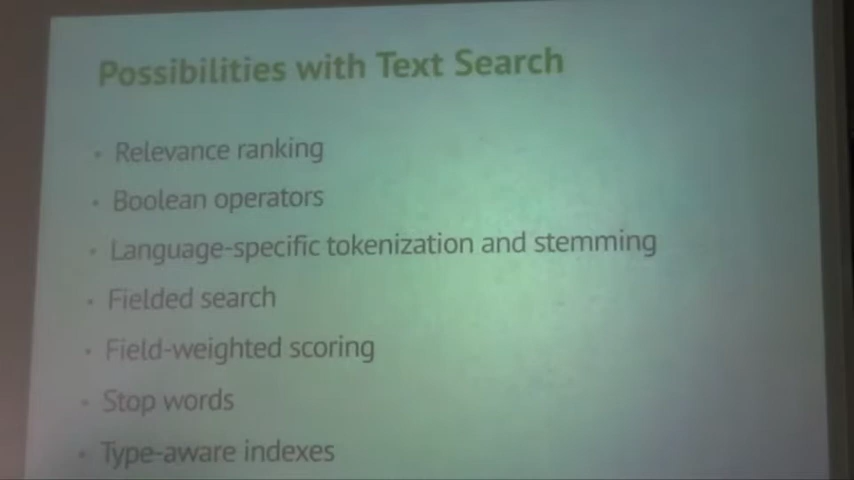 Possibilities with Text Search
• Relevance ranking
• Boolean operators
• Language-specific tokenization and stemming
• Fielded search
• Field-weighted scoring
• Stop words
• Type-aware indexes